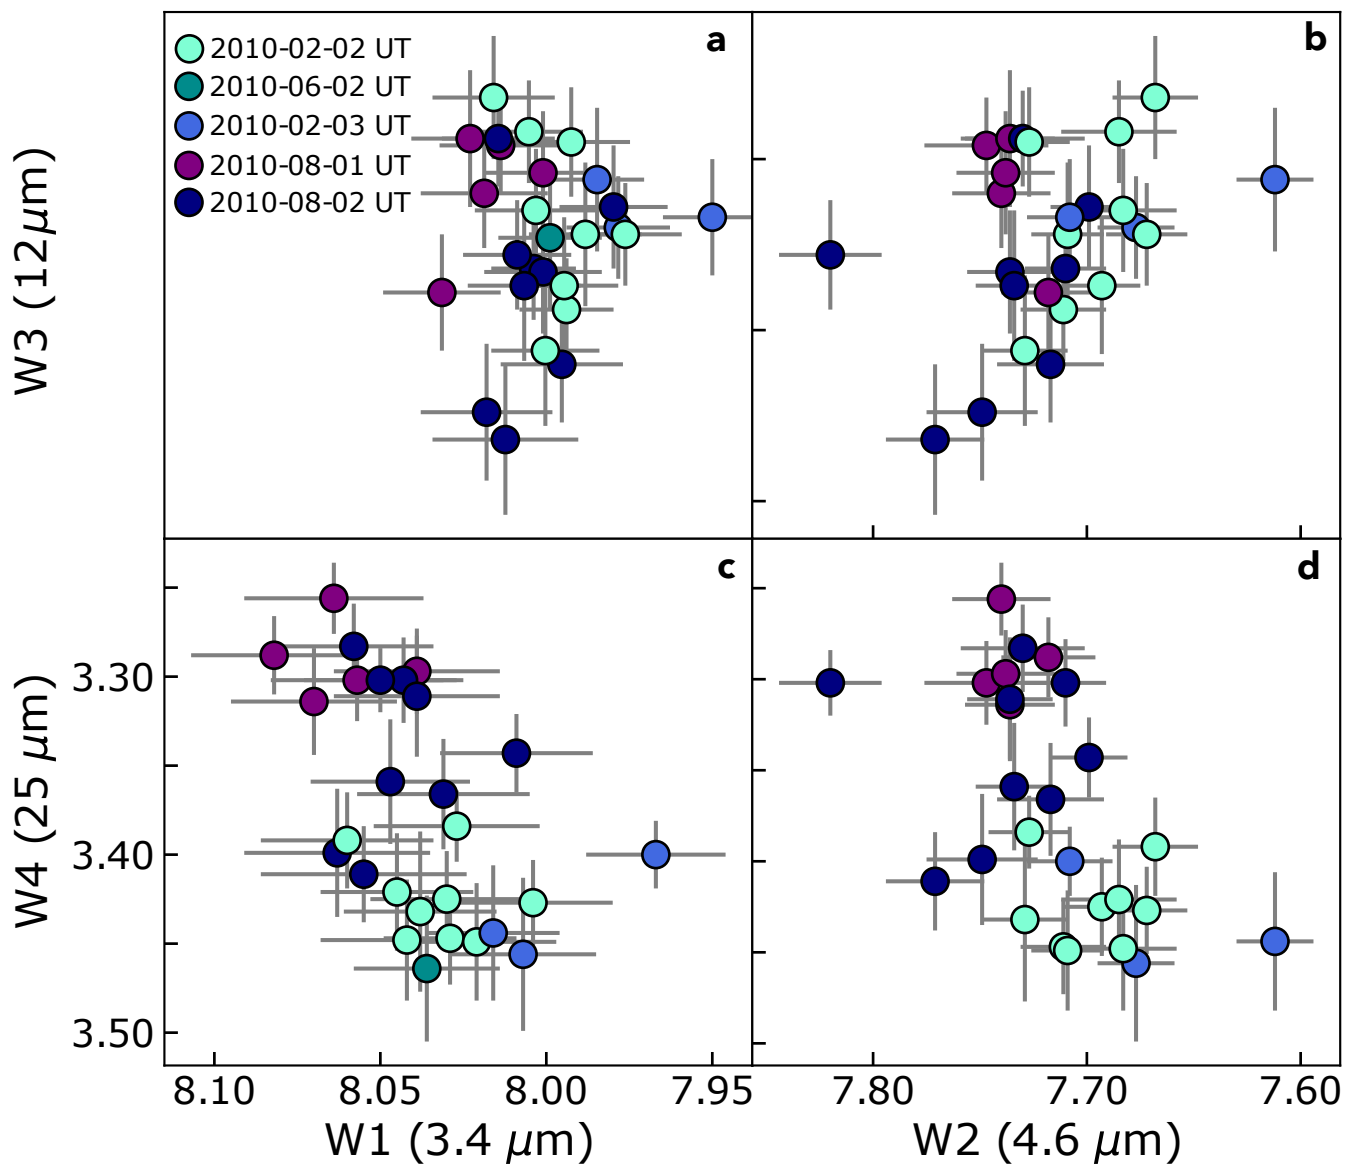 a
b
2010-02-02 UT
2010-06-02 UT
2010-02-03 UT
2010-08-01 UT
2010-08-02 UT
W3 (12μm)
c
d
3.30
3.40
3.50
W4 (25 μm)
8.10 8.05 8.00 7.95 7.80 7.70 7.60
W1 (3.4 μm) W2 (4.6 μm)